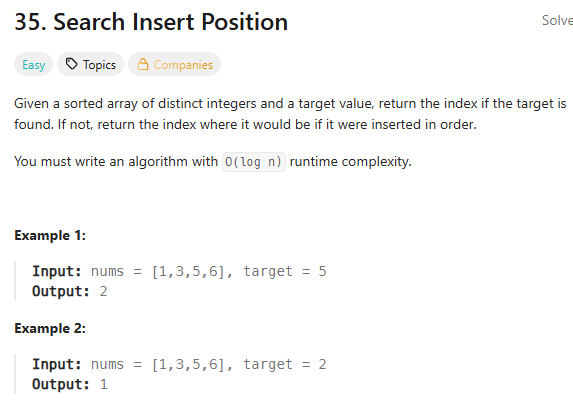 35. Search Insert Position
Solve
Easy Topics Companies
Given a sorted array of distinct integers and a target value, return the index if the target is
found. If not, return the index where it would be if it were inserted in order.
You must write an algorithm with O(log n) runtime complexity.
Example 1:
Input: nums = [1,3,5,6], target = 5
Output: 2
Example 2:
Input: nums = [1,3,5,6], target = 2
Output: 1